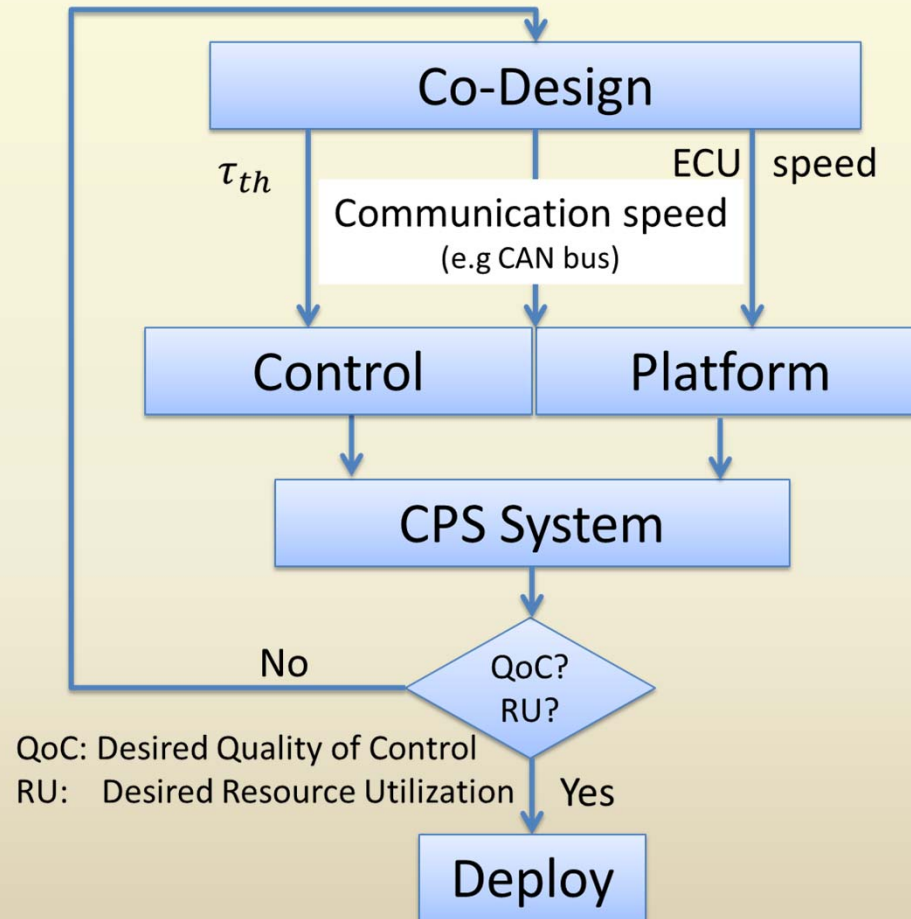 Co-Design
τ_th
ECU speed
Communication speed
(e.g CAN bus)
Control
Platform
CPS System
No
QoC?
RU?
QoC: Desired Quality of Control
RU: Desired Resource Utilization
Yes
Deploy